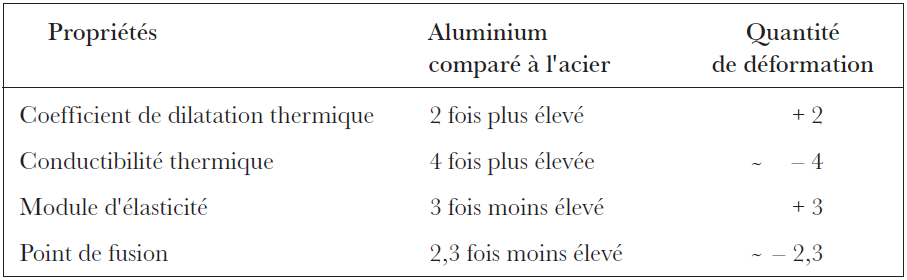 Propriétés Aluminium Quantité
comparé à l'acier de déformation
Coefficient de dilatation thermique 2 fois plus élevé + 2
Conductibilité thermique 4 fois plus élevée ~ – 4
Module d'élasticité 3 fois moins élevé + 3
Point de fusion 2,3 fois moins élevé ~ – 2,3